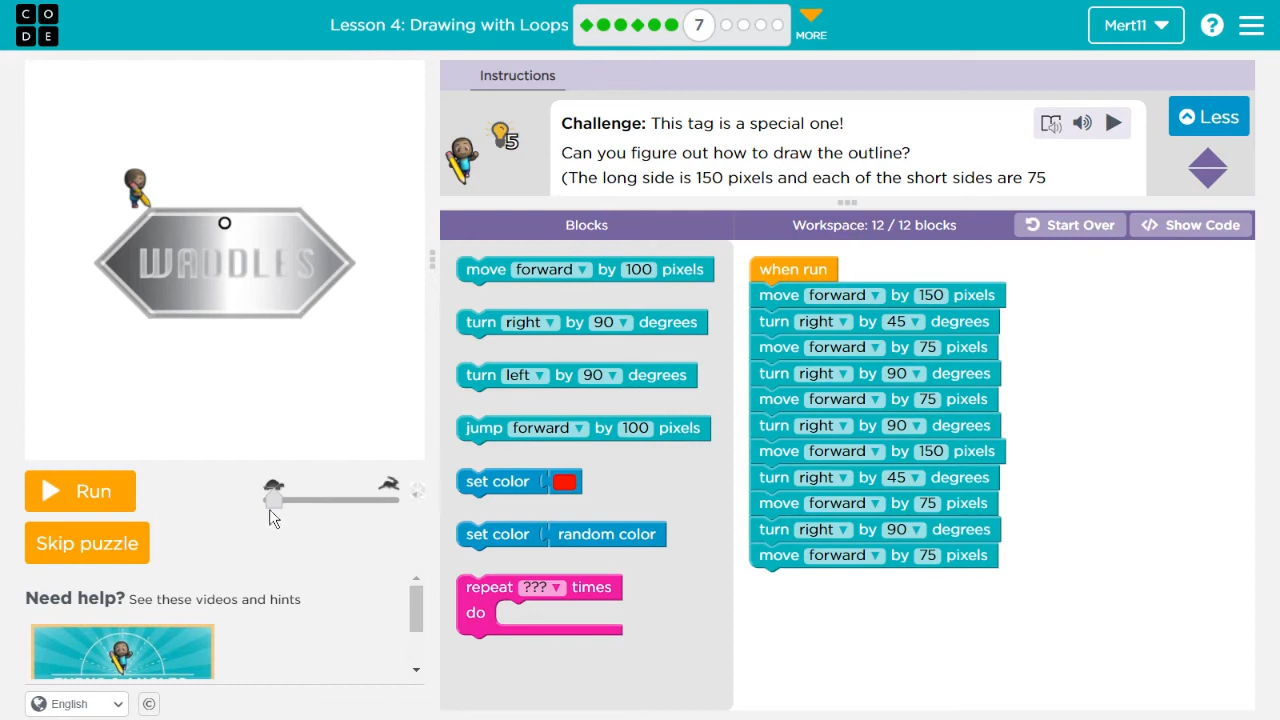 CODE
Lesson 4: Drawing with Loops
7
MORE
Mert11
?
WADDLES
Run
Skip puzzle
Need help? See these videos and hints
English
©
Instructions
5
Challenge: This tag is a special one!
Can you figure out how to draw the outline?
(The long side is 150 pixels and each of the short sides are 75
Less
Blocks
Workspace: 12 / 12 blocks
Start Over
Show Code
move forward by 100 pixels
turn right by 90 degrees
turn left by 90 degrees
jump forward by 100 pixels
set color
set color random color
repeat ??? times
do
when run
move forward by 150 pixels
turn right by 45 degrees
move forward by 75 pixels
turn right by 90 degrees
move forward by 75 pixels
turn right by 90 degrees
move forward by 150 pixels
turn right by 45 degrees
move forward by 75 pixels
turn right by 90 degrees
move forward by 75 pixels